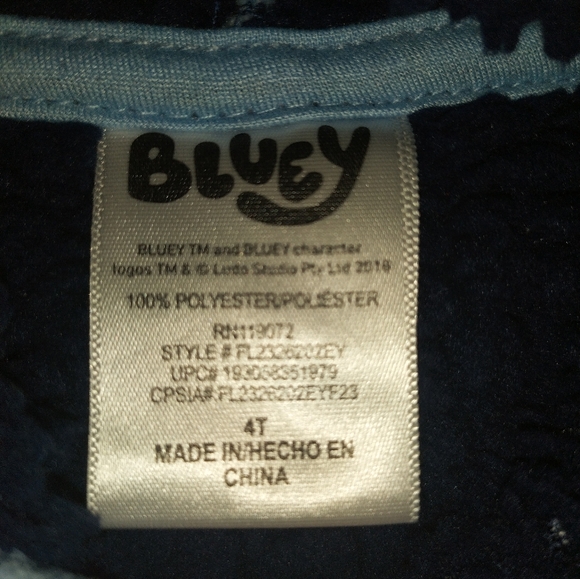 BLUEY
BLUEY TM and BLUEY character
logos TM & © Ludo Studio Pty Ltd 2018
100% POLYESTER/POLIÉSTER
RN119072
STYLE # FL2326202EY
UPC# 193058351979
CPSIA# FL2326202EYF23
4T
MADE IN/HECHO EN
CHINA